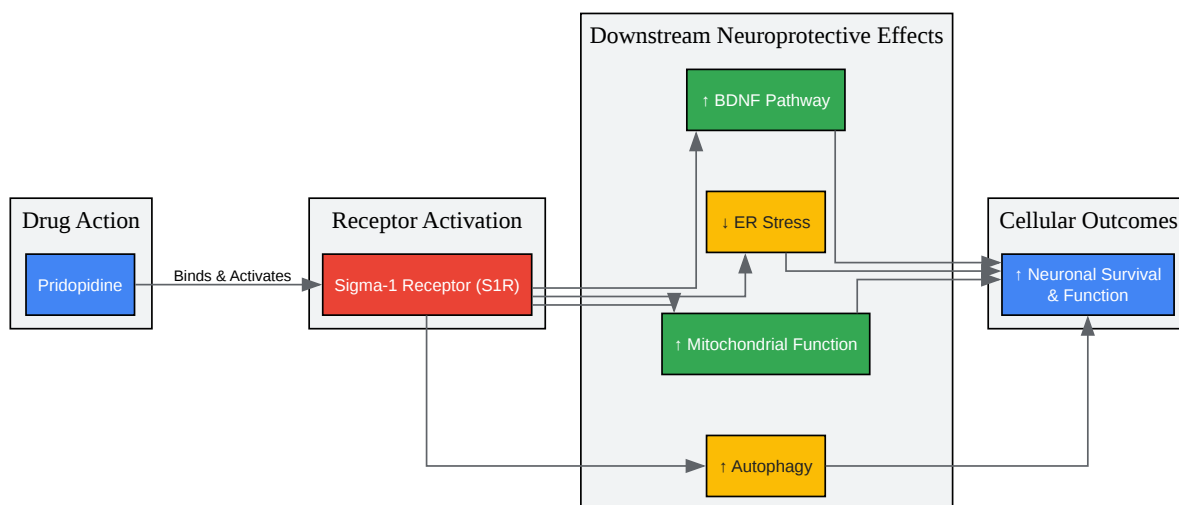 Drug Action
Pridopidine
Binds & Activates
Receptor Activation
Sigma-1 Receptor (S1R)
Downstream Neuroprotective Effects
↑ BDNF Pathway
↓ ER Stress
↑ Mitochondrial Function
↑ Autophagy
Cellular Outcomes
↑ Neuronal Survival
& Function